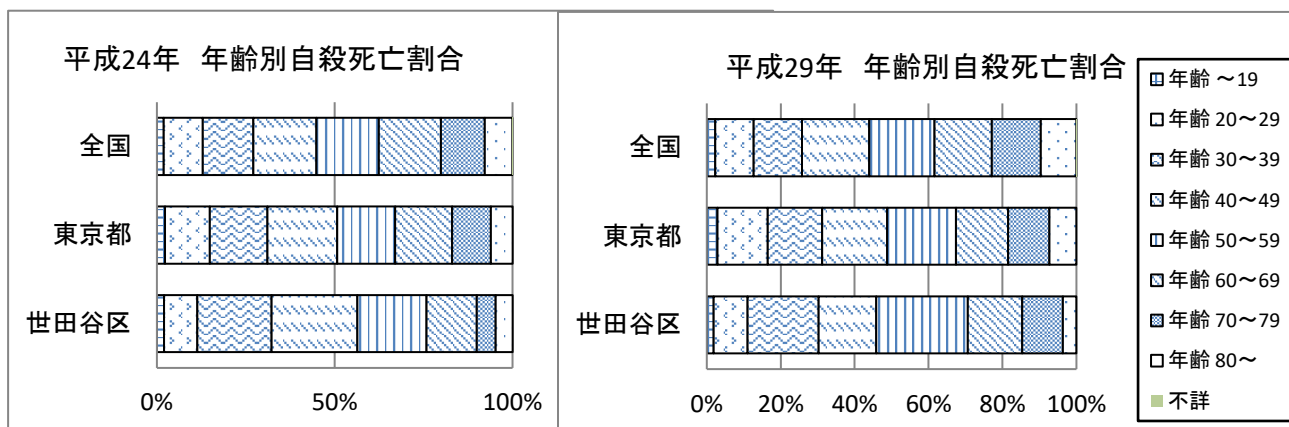 平成24年 年齢別自殺死亡割合
全国
東京都
世田谷区
0%
50%
100%
平成29年 年齢別自殺死亡割合
全国
東京都
世田谷区
0%
20%
40%
60%
80%
100%
年齢 ～19
年齢 20～29
年齢 30～39
年齢 40～49
年齢 50～59
年齢 60～69
年齢 70～79
年齢 80～
不詳